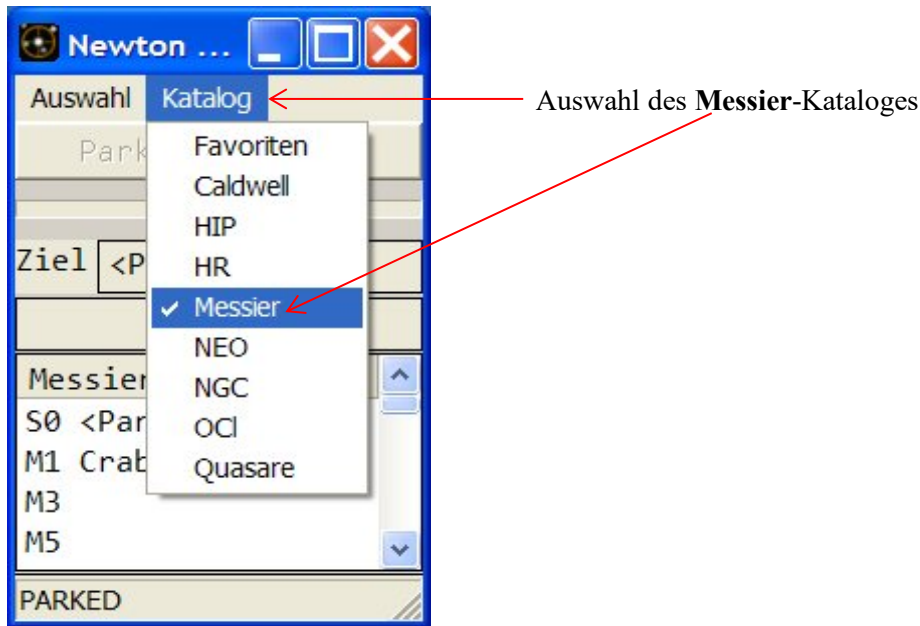 Newton ...
Auswahl Katalog
Auswahl des Messier-Kataloges
Park
Favoriten
Caldwell
HIP
HR
Messier
NEO
NGC
OCl
Quasare
Ziel <P
Messier
S0 <Par
M1 Crab
M3
M5
PARKED